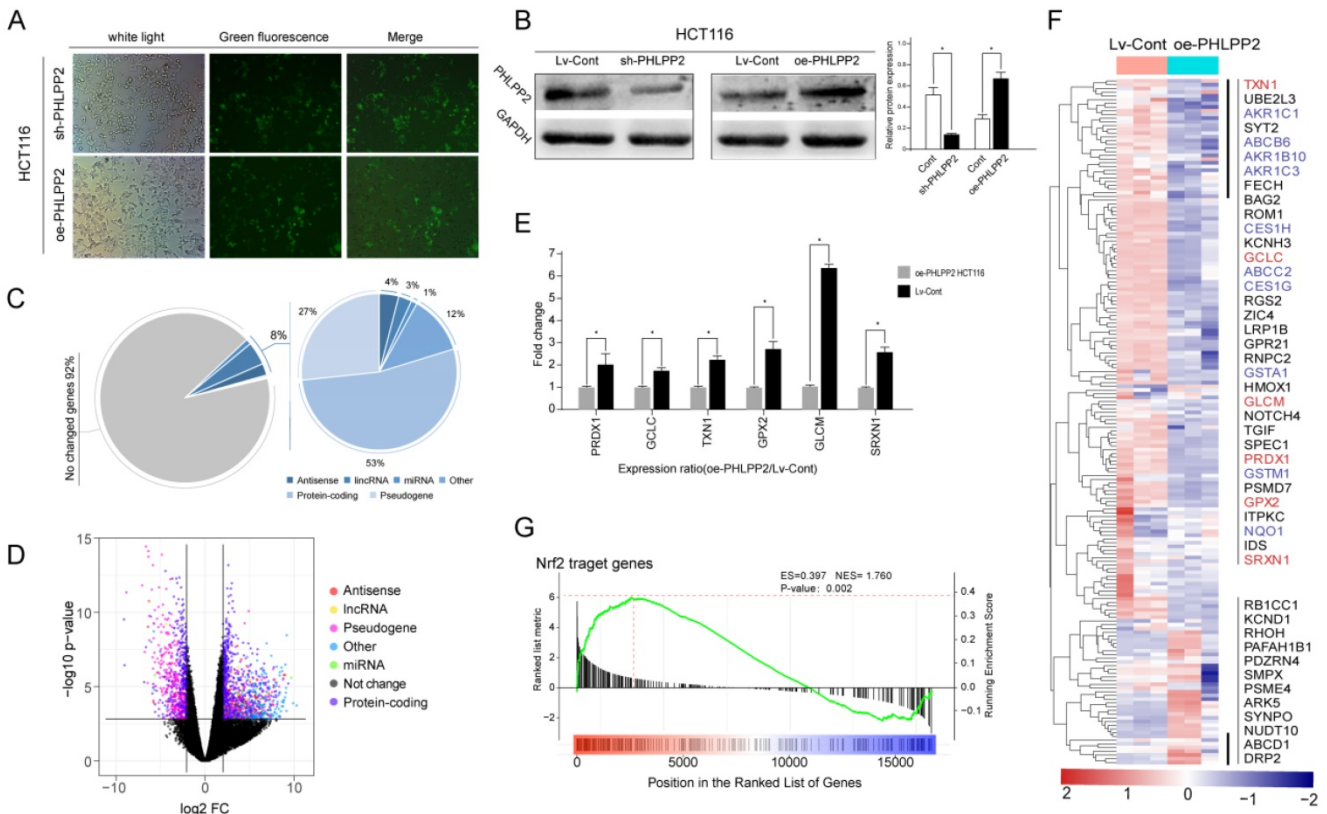 A
white light
Green fluorescence
Merge
HCT116
sh-PHLPP2
oe-PHLPP2
B
HCT116
Lv-Cont
sh-PHLPP2
Lv-Cont
oe-PHLPP2
PHLPP2
GAPDH
Relative protein expression
1.0
0.8
0.6
0.4
0.2
0
*
*
Cont
sh-PHLPP2
Cont
oe-PHLPP2
C
No changed genes 92%
8%
4%
3%
1%
12%
27%
53%
Antisense
lincRNA
miRNA
Other
Protein-coding
Pseudogene
D
−log10 p-value
15
10
5
0
−10
0
10
log2 FC
Antisense
lncRNA
Pseudogene
Other
miRNA
Not change
Protein-coding
E
Fold change
7
6
5
4
3
2
1
0
*
*
*
*
*
*
PRDX1
GCLC
TXN1
GPX2
GLCM
SRXN1
Expression ratio(oe-PHLPP2/Lv-Cont)
oe-PHLPP2 HCT116
Lv-Cont
G
Nrf2 traget genes
ES=0.397 NES= 1.760
P-value: 0.002
Ranked list metric
6
4
2
0
−2
0.4
0.3
0.2
0.1
0.0
−0.1
Running Enrichment Score
0
5000
10000
15000
Position in the Ranked List of Genes
F
Lv-Cont oe-PHLPP2
TXN1
UBE2L3
AKR1C1
SYT2
ABCB6
AKR1B10
AKR1C3
FECH
BAG2
ROM1
CES1H
KCNH3
GCLC
ABCC2
CES1G
RGS2
ZIC4
LRP1B
GPR21
RNPC2
GSTA1
HMOX1
GLCM
NOTCH4
TGIF
SPEC1
PRDX1
GSTM1
PSMD7
GPX2
ITPKC
NQO1
IDS
SRXN1
RB1CC1
KCND1
RHOH
PAFAH1B1
PDZRN4
SMPX
PSME4
ARK5
SYNPO
NUDT10
ABCD1
DRP2
2
1
0
−1
−2